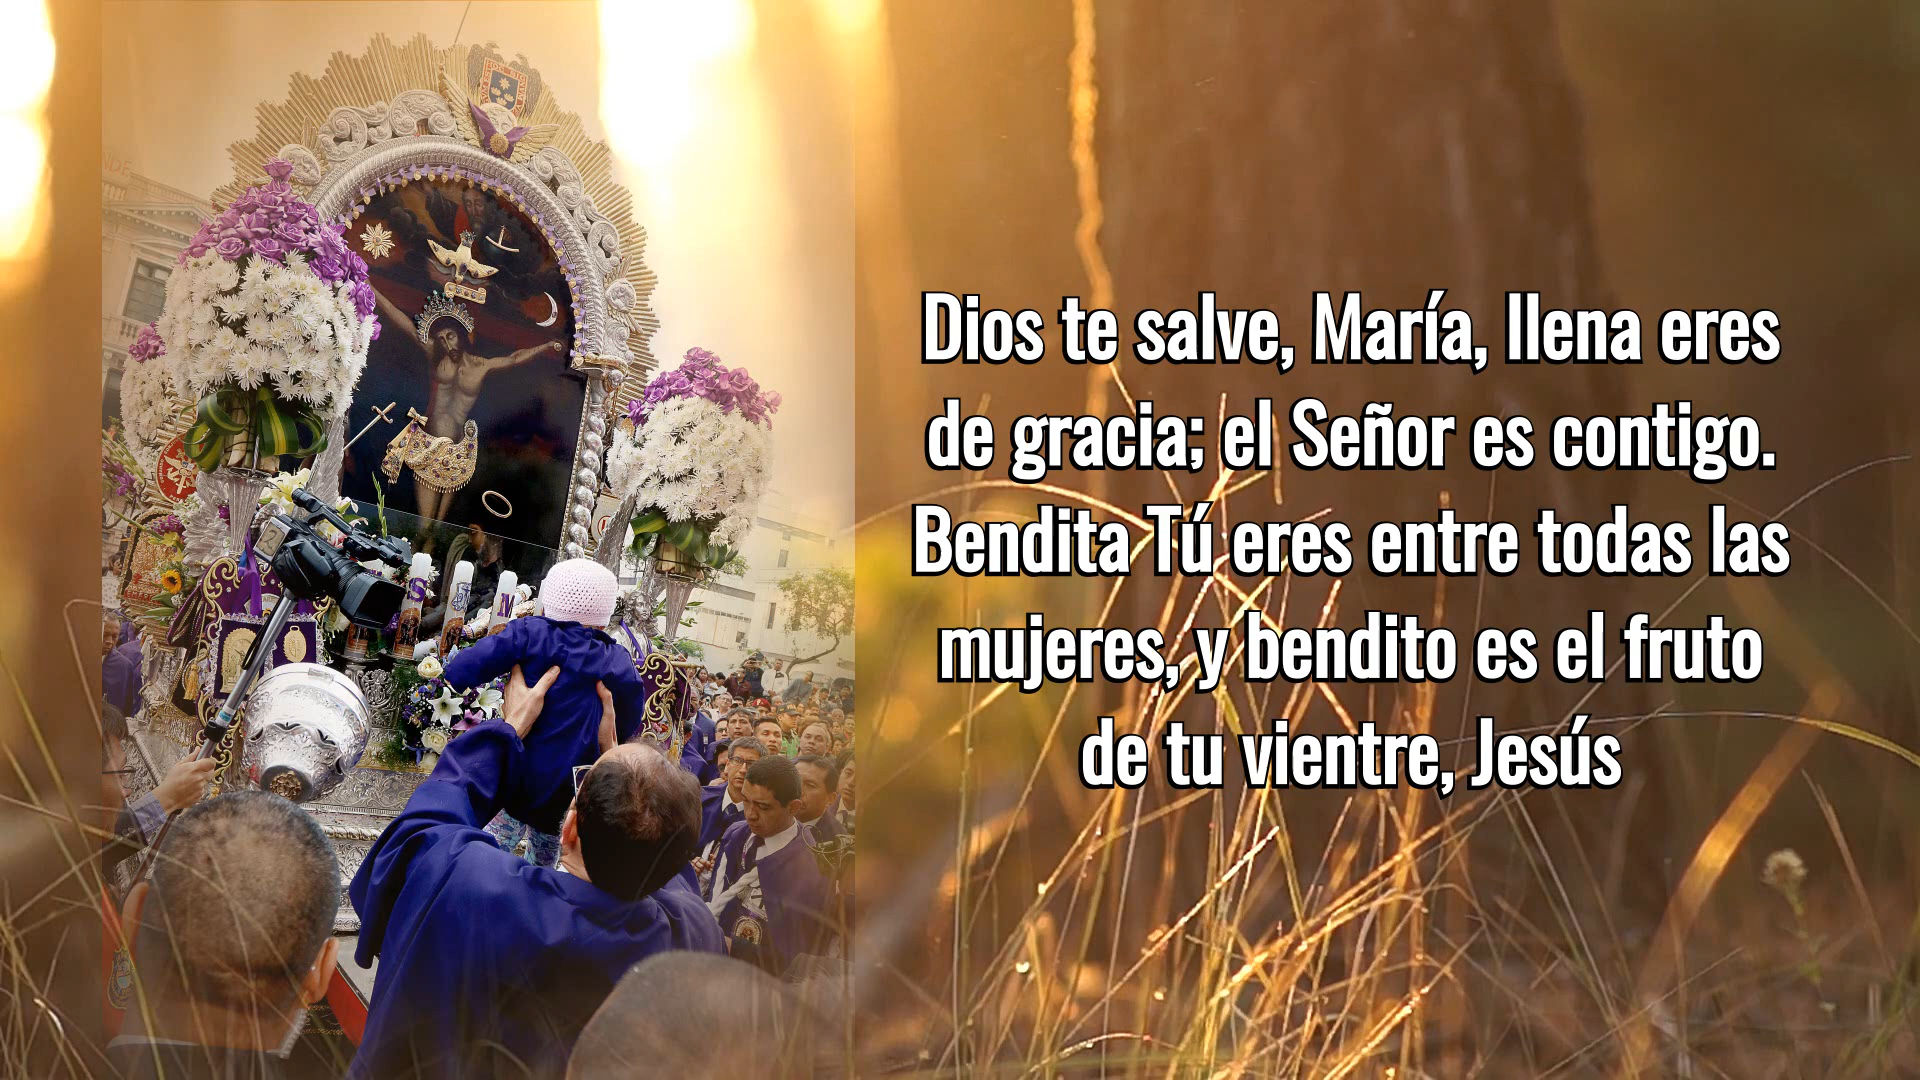 Dios te salve, María, llena eres
de gracia; el Señor es contigo.
Bendita Tú eres entre todas las
mujeres, y bendito es el fruto
de tu vientre, Jesús
2
S
M